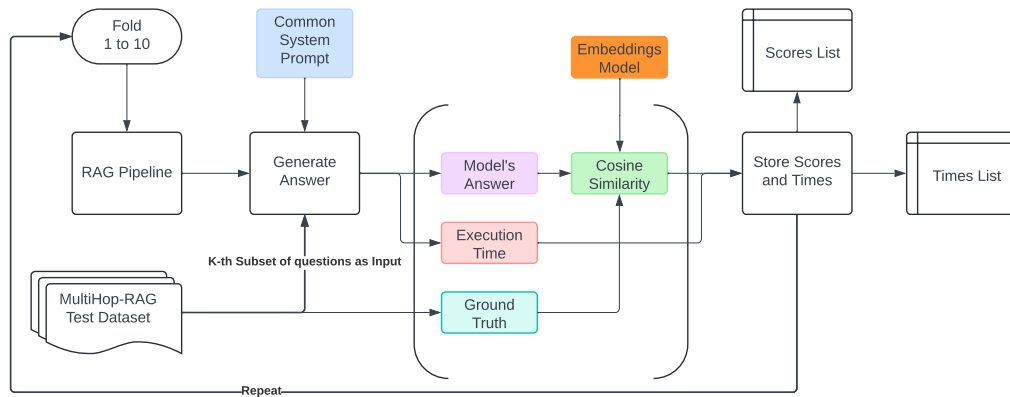 Fold
1 to 10
Common
System
Prompt
Embeddings
Model
Scores List
RAG Pipeline
Generate
Answer
Model's
Answer
Cosine
Similarity
Store Scores
and Times
Times List
Execution
Time
K-th Subset of questions as Input
MultiHop-RAG
Test Dataset
Ground
Truth
Repeat